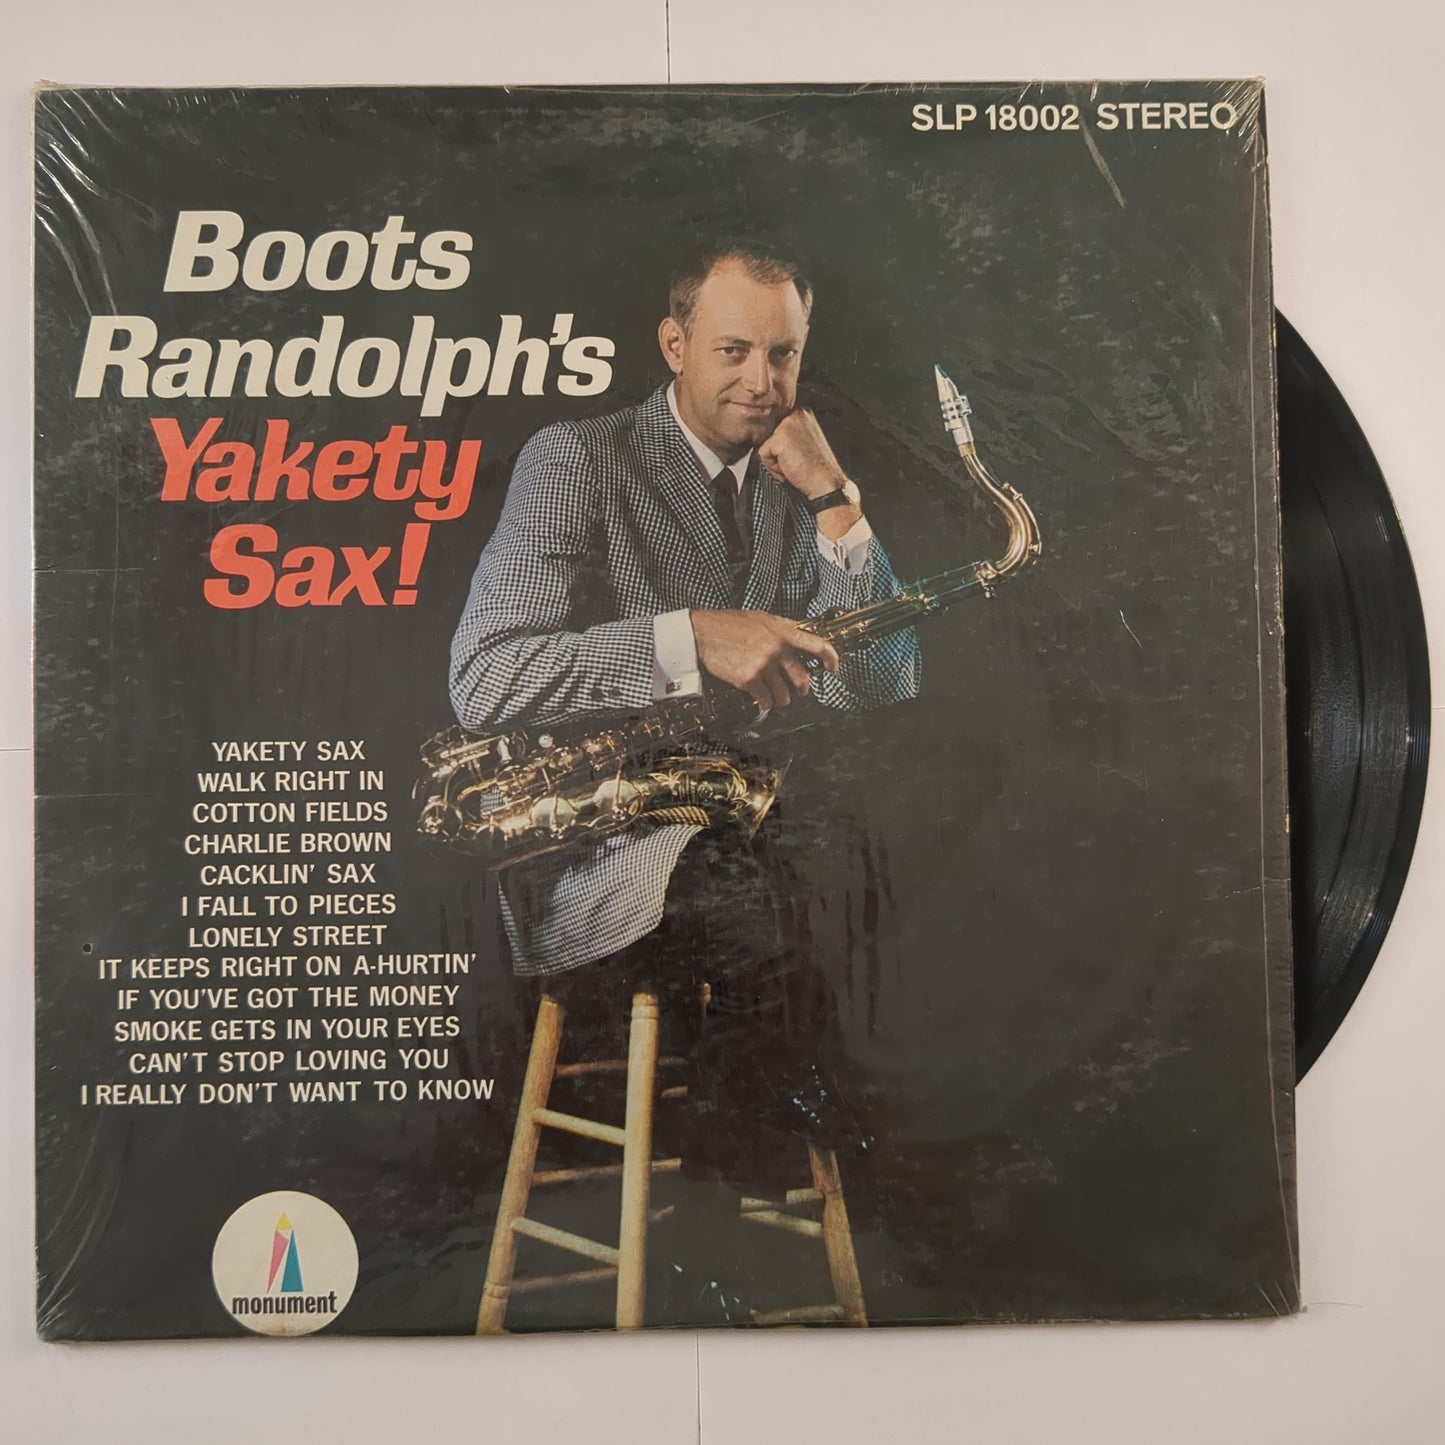 SLP 18002 STEREO
Boots
Randolph's
Yakety
Sax!
YAKETY SAX
WALK RIGHT IN
COTTON FIELDS
CHARLIE BROWN
CACKLIN' SAX
I FALL TO PIECES
LONELY STREET
IT KEEPS RIGHT ON A-HURTIN'
IF YOU'VE GOT THE MONEY
SMOKE GETS IN YOUR EYES
CAN'T STOP LOVING YOU
I REALLY DON'T WANT TO KNOW
monument